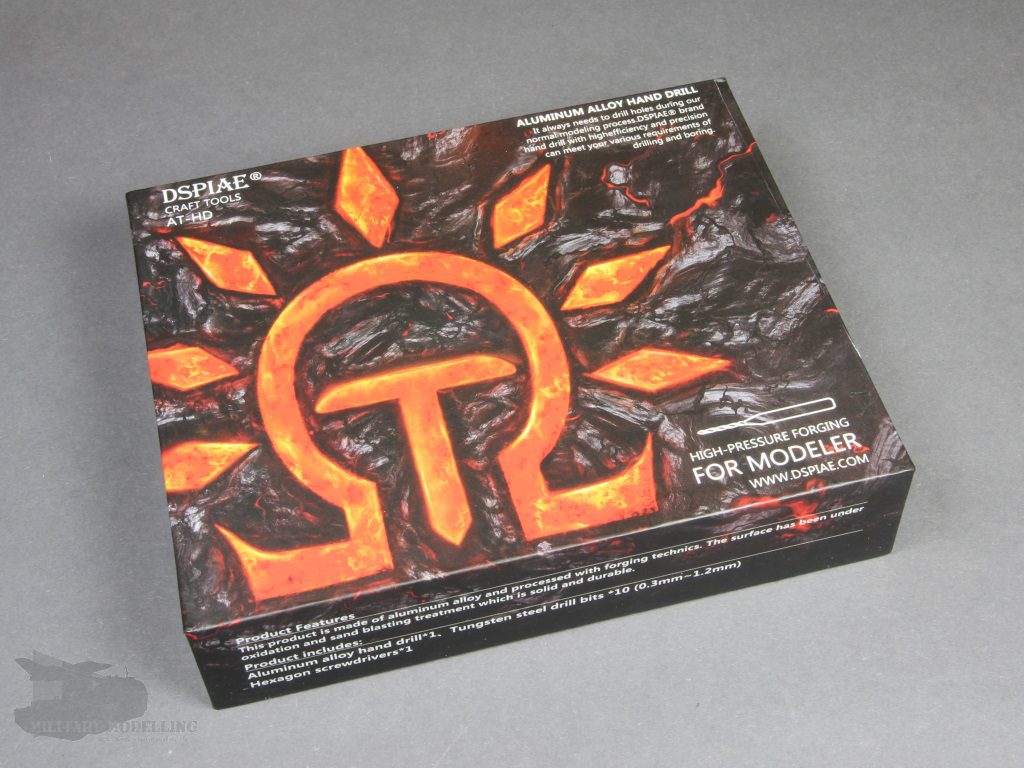 DSPIAE®
CRAFT TOOLS
AT-HD
ALUMINUM ALLOY HAND DRILL
It always needs to drill holes during our
normal modeling process.DSPIAE® brand
hand drill with highefficiency and precision
can meet your various requirements of
drilling and boring.
HIGH-PRESSURE FORGING
FOR MODELER
WWW.DSPIAE.COM
Product Features
This product is made of aluminum alloy and processed with forging technics. The surface has been under
oxidation and sand blasting treatment which is solid and durable.
Product includes:
Aluminum alloy hand drill*1、Tungsten steel drill bits *10 (0.3mm~1.2mm)
Hexagon screwdrivers*1
MILITARY MODELLING